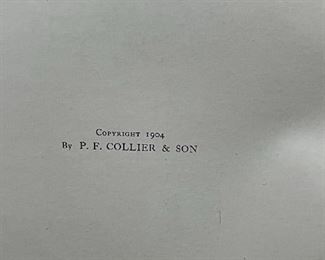 Copyright 1904
By P. F. COLLIER & SON